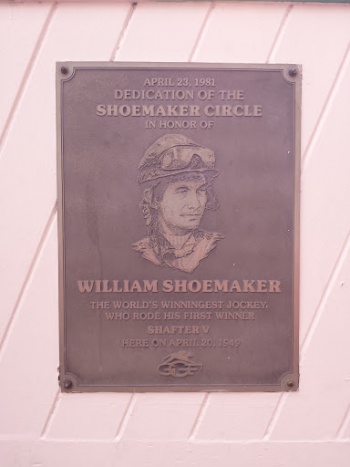 APRIL 23, 1981
DEDICATION OF THE
SHOEMAKER CIRCLE
IN HONOR OF
WILLIAM SHOEMAKER
THE WORLD'S WINNINGEST JOCKEY,
WHO RODE HIS FIRST WINNER
SHAFTER V
HERE ON APRIL 20, 1949
GGF